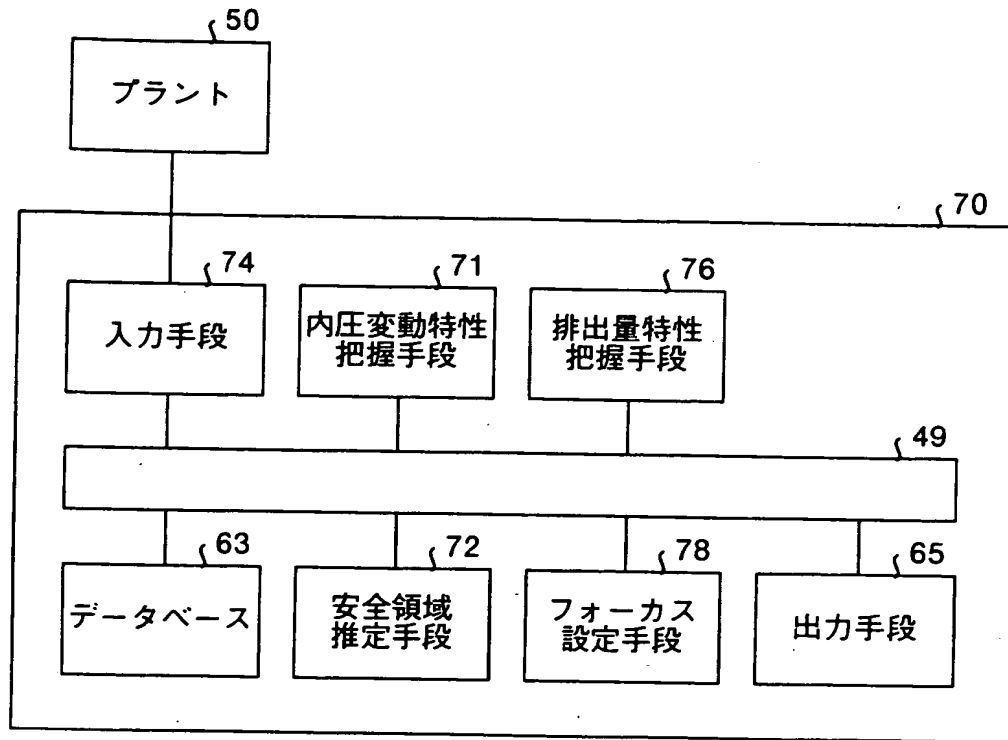 50
プラント
70
74
入力手段
71
内圧変動特性
把握手段
76
排出量特性
把握手段
49
63
データベース
72
安全領域
推定手段
78
フォーカス
設定手段
65
出力手段